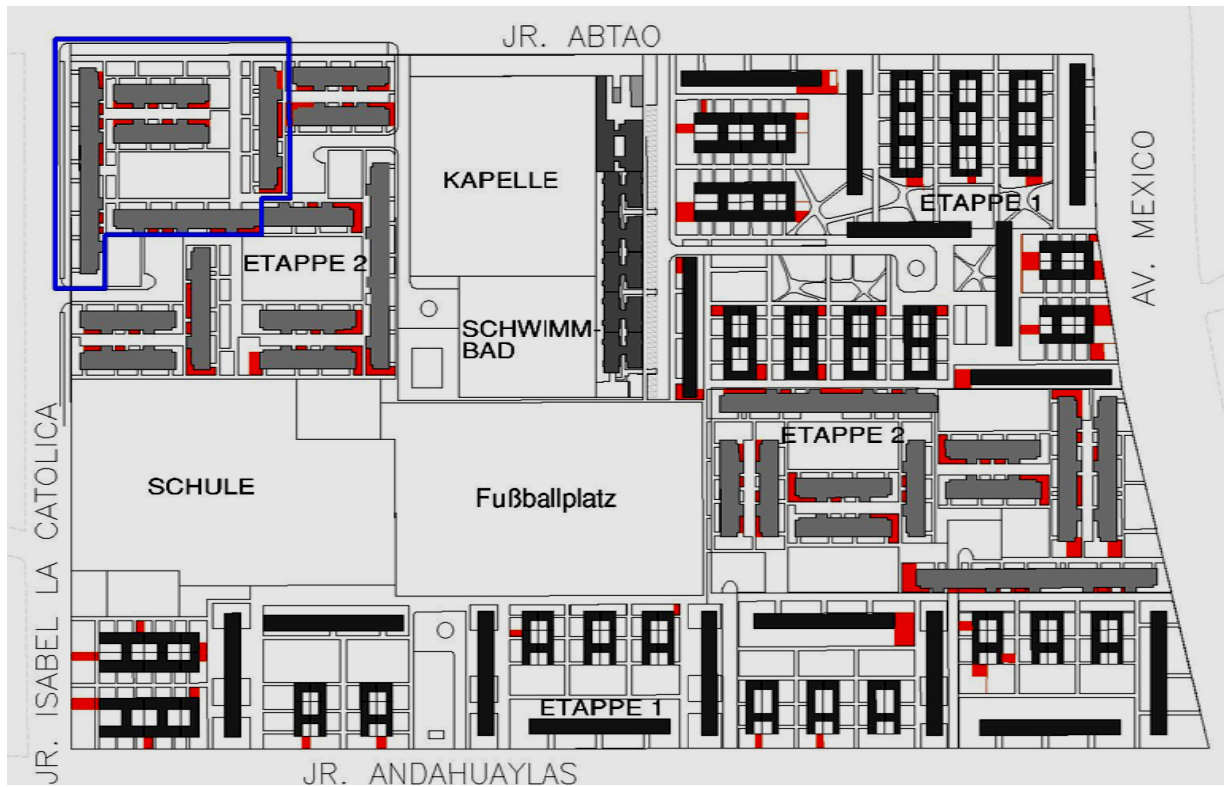 JR. ABTAO
KAPELLE
ETAPPE 1
AV. MEXICO
ETAPPE 2
SCHWIMM-
BAD
ETAPPE 2
JR. ISABEL LA CATOLICA
SCHULE
Fußballplatz
ETAPPE 1
JR. ANDAHUAYLAS